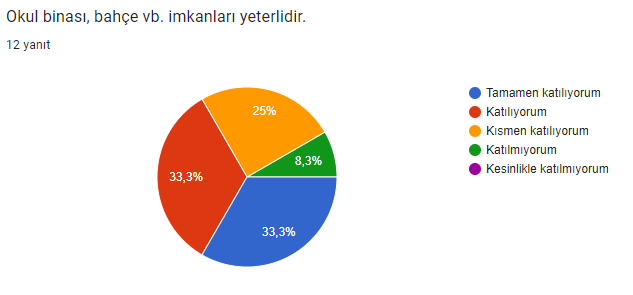 Okul binası, bahçe vb. imkanları yeterlidir.
12 yanıt
Tamamen katılıyorum
Katılıyorum
Kısmen katılıyorum
Katılmıyorum
Kesinlikle katılmıyorum
25%
8,3%
33,3%
33,3%